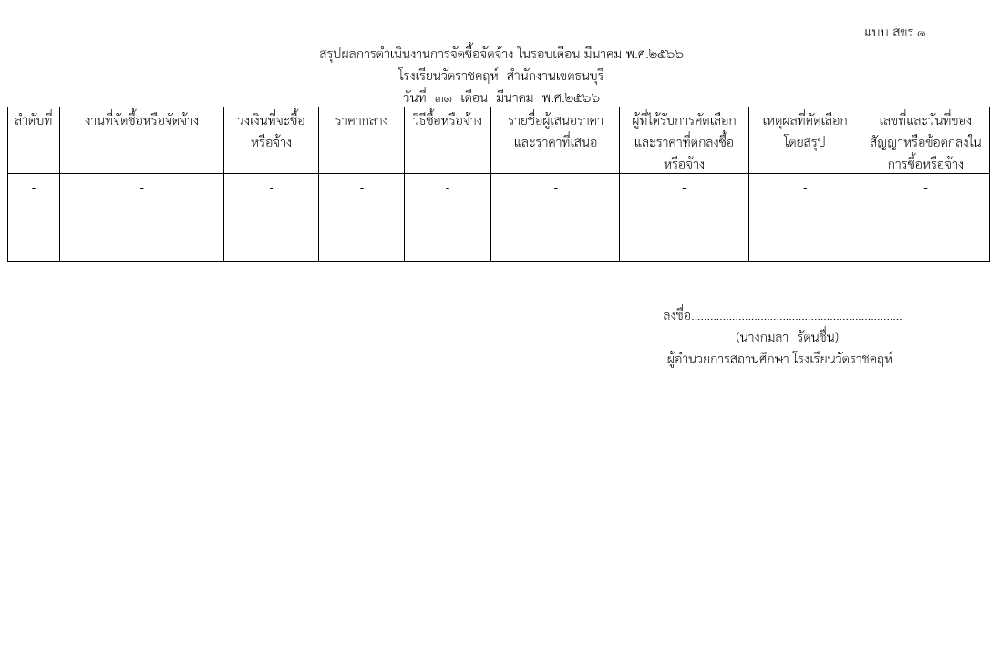 แบบ สขร.๑
สรุปผลการดำเนินงานการจัดซื้อจัดจ้าง ในรอบเดือน มีนาคม พ.ศ.๒๕๖๖
โรงเรียนวัดราชคฤห์ สำนักงานเขตธนบุรี
วันที่ ๓๑ เดือน มีนาคม พ.ศ.๒๕๖๖
ลำดับที่ งานที่จัดซื้อหรือจัดจ้าง วงเงินที่จะซื้อ ราคากลาง วิธีซื้อหรือจ้าง รายชื่อผู้เสนอราคา ผู้ที่ได้รับการคัดเลือก เหตุผลที่คัดเลือก เลขที่และวันที่ของ
หรือจ้าง และราคาที่เสนอ และราคาที่ตกลงซื้อ โดยสรุป สัญญาหรือข้อตกลงใน
หรือจ้าง การซื้อหรือจ้าง
- - - - - - - - -
ลงชื่อ...................................................................
(นางกมลา รัตนชื่น)
ผู้อำนวยการสถานศึกษา โรงเรียนวัดราชคฤห์